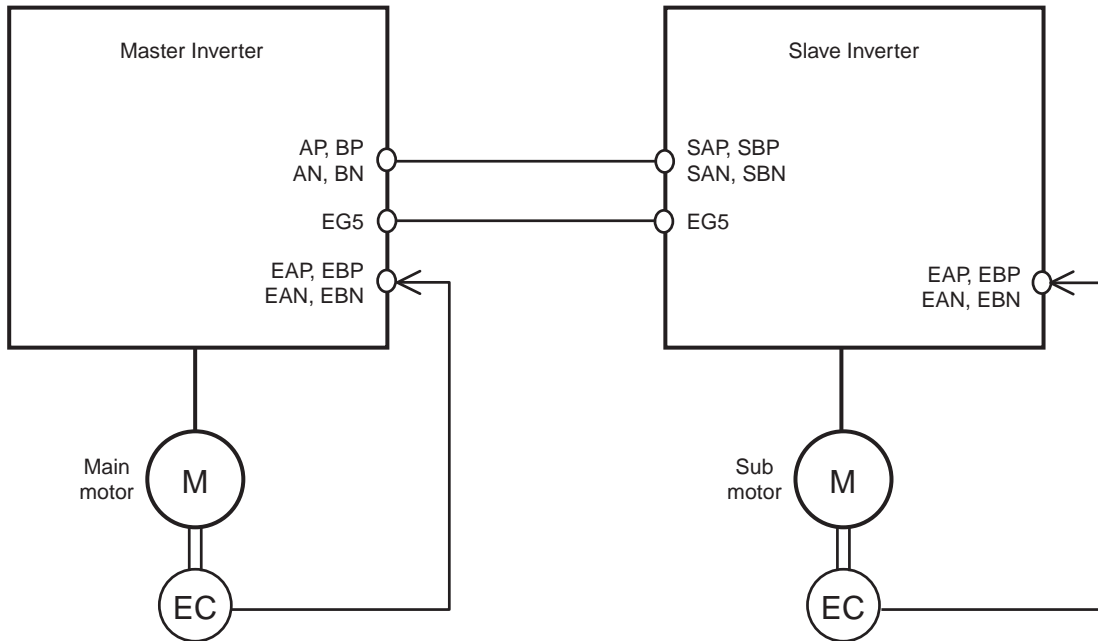 Master Inverter
Slave Inverter
AP, BP
AN, BN
SAP, SBP
SAN, SBN
EG5
EG5
EAP, EBP
EAN, EBN
EAP, EBP
EAN, EBN
Main
motor
M
Sub
motor
M
EC
EC